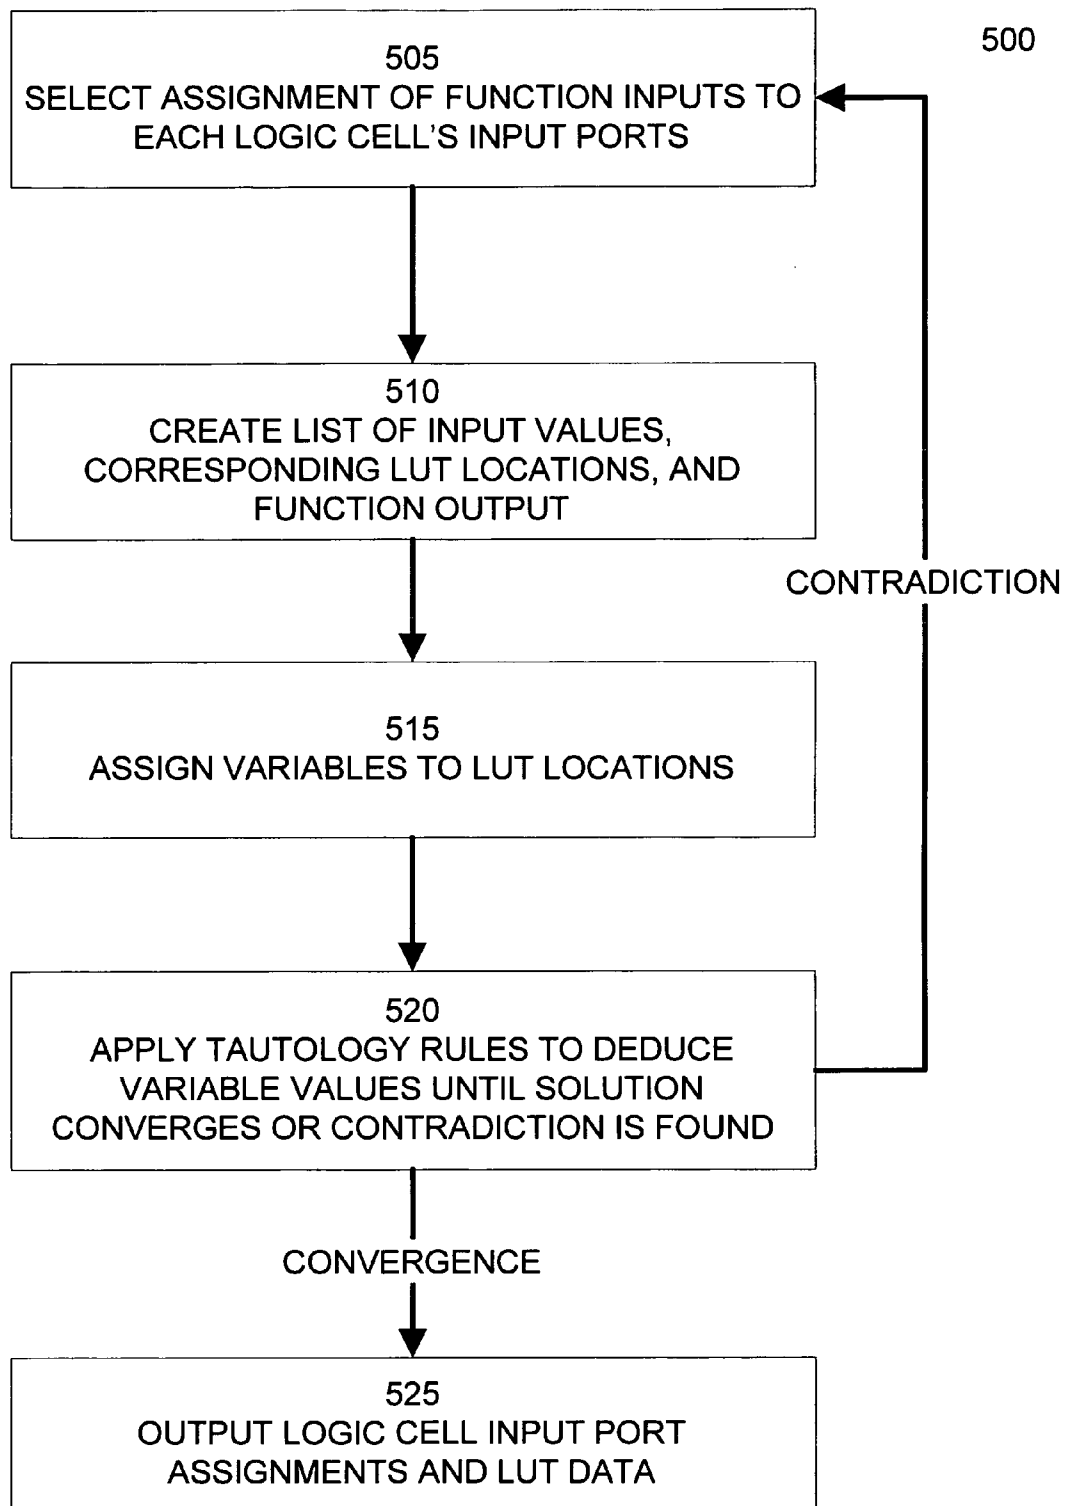 500
505
SELECT ASSIGNMENT OF FUNCTION INPUTS TO
EACH LOGIC CELL'S INPUT PORTS
510
CREATE LIST OF INPUT VALUES,
CORRESPONDING LUT LOCATIONS, AND
FUNCTION OUTPUT
CONTRADICTION
515
ASSIGN VARIABLES TO LUT LOCATIONS
520
APPLY TAUTOLOGY RULES TO DEDUCE
VARIABLE VALUES UNTIL SOLUTION
CONVERGES OR CONTRADICTION IS FOUND
CONVERGENCE
525
OUTPUT LOGIC CELL INPUT PORT
ASSIGNMENTS AND LUT DATA